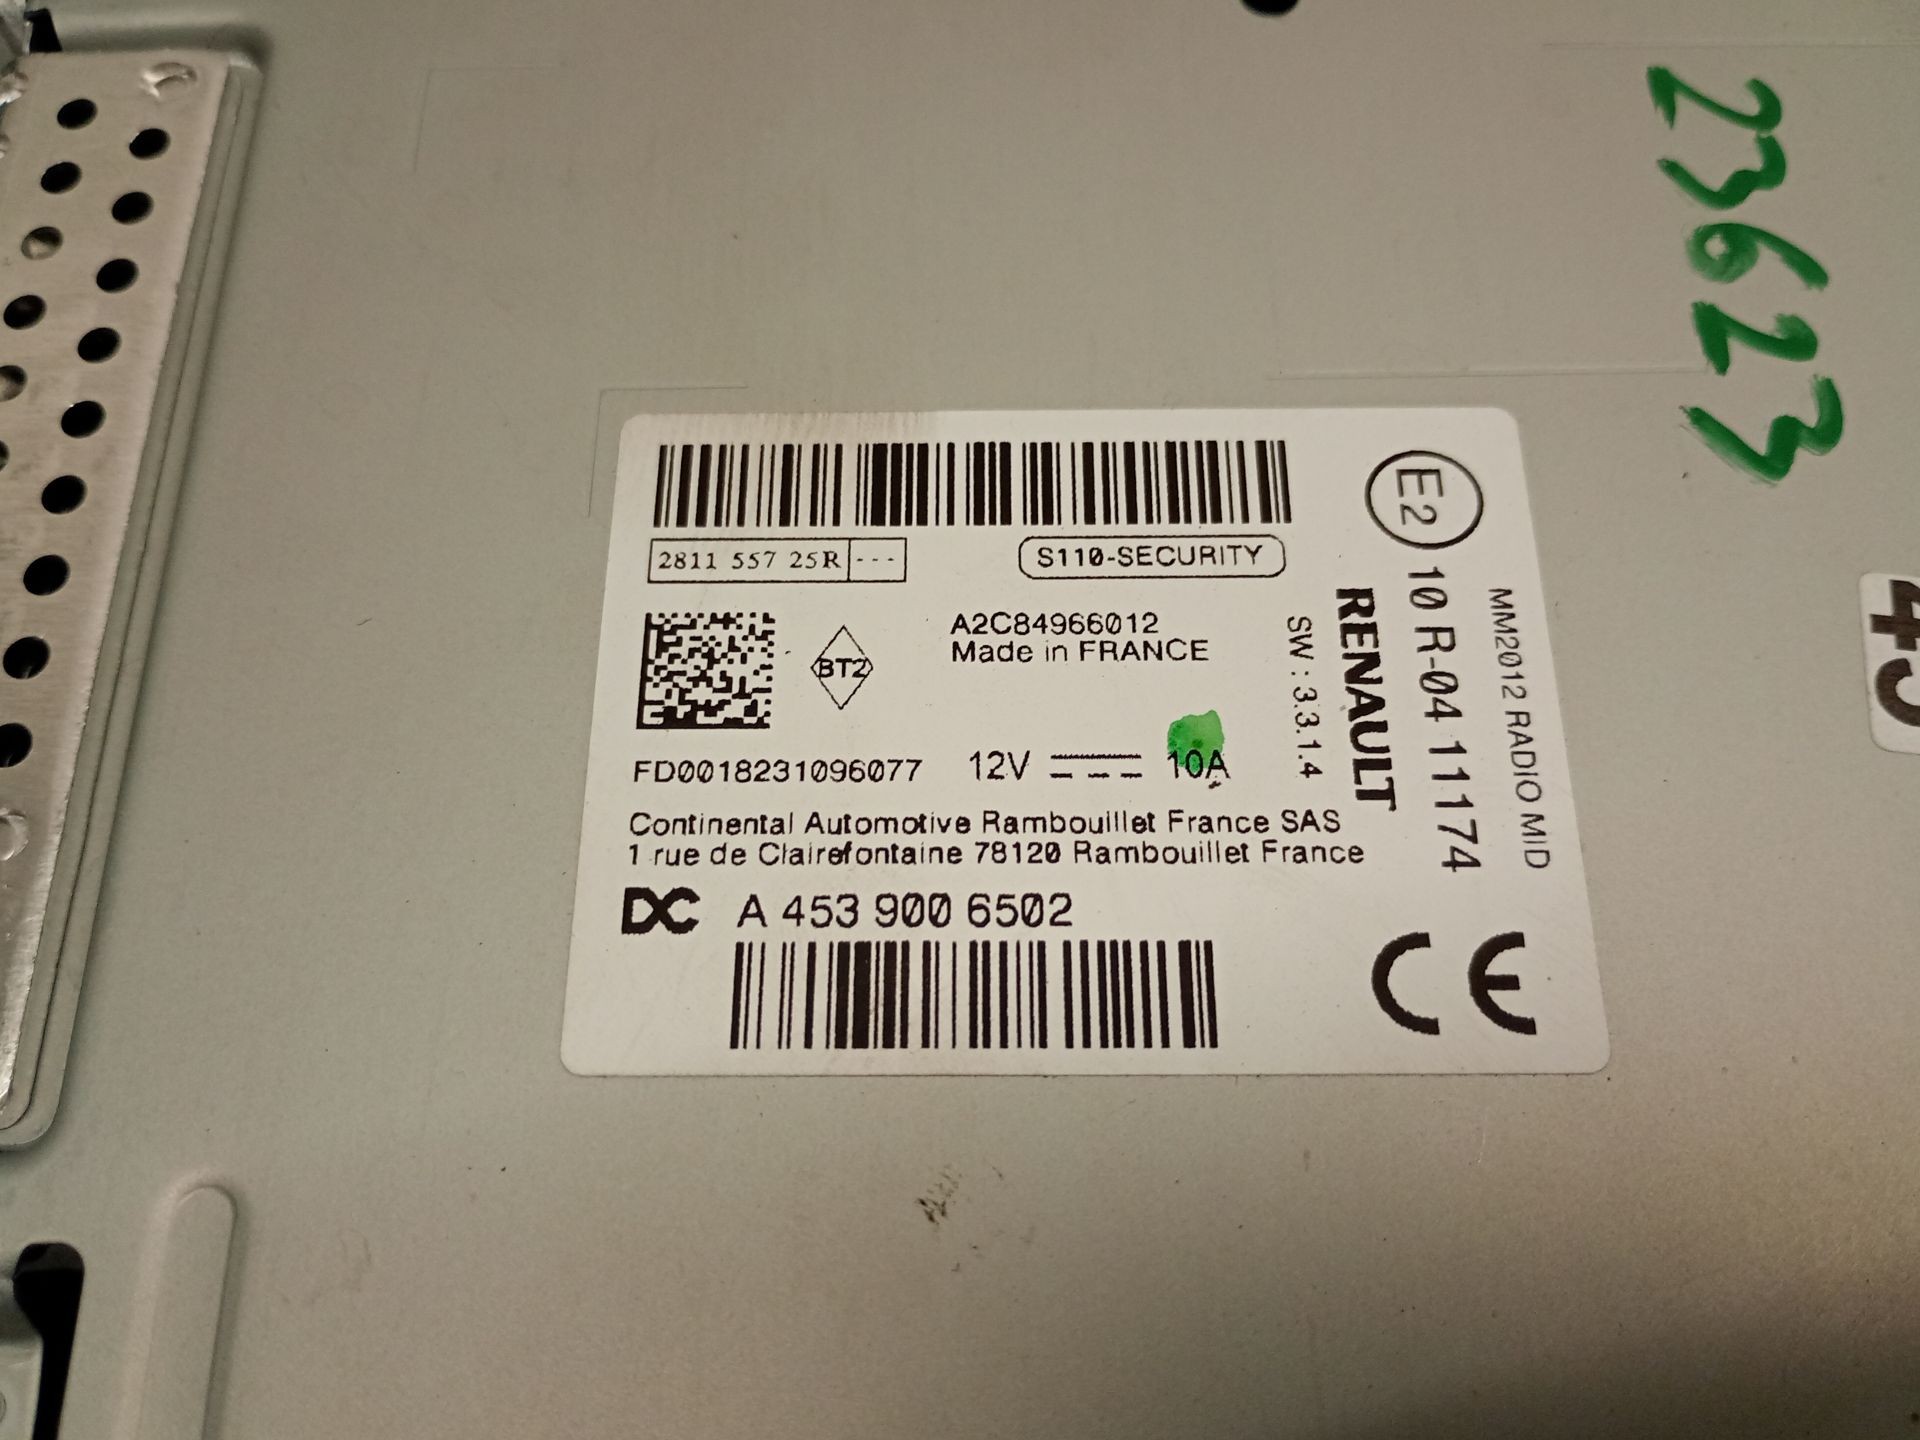 2811 557 25R ---
S110-SECURITY
BT2
A2C84966012
Made in FRANCE
FD0018231096077 12V 10A
Continental Automotive Rambouillet France SAS
1 rue de Clairefontaine 78120 Rambouillet France
DC A 453 900 6502
SW : 3.3.1.4
RENAULT
E2 10 R-04 11174
MM2012 RADIO MID
CE
23623